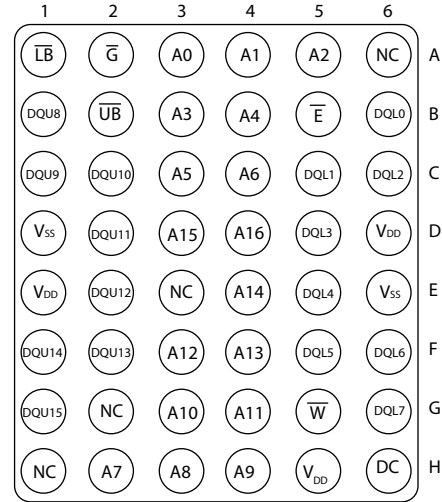 1 2 3 4 5 6
L̅B̅ G̅ A0 A1 A2 NC A
DQU8 U̅B̅ A3 A4 E̅ DQL0 B
DQU9 DQU10 A5 A6 DQL1 DQL2 C
VSS DQU11 A15 A16 DQL3 VDD D
VDD DQU12 NC A14 DQL4 VSS E
DQU14 DQU13 A12 A13 DQL5 DQL6 F
DQU15 NC A10 A11 W̅ DQL7 G
NC A7 A8 A9 VDD DC H